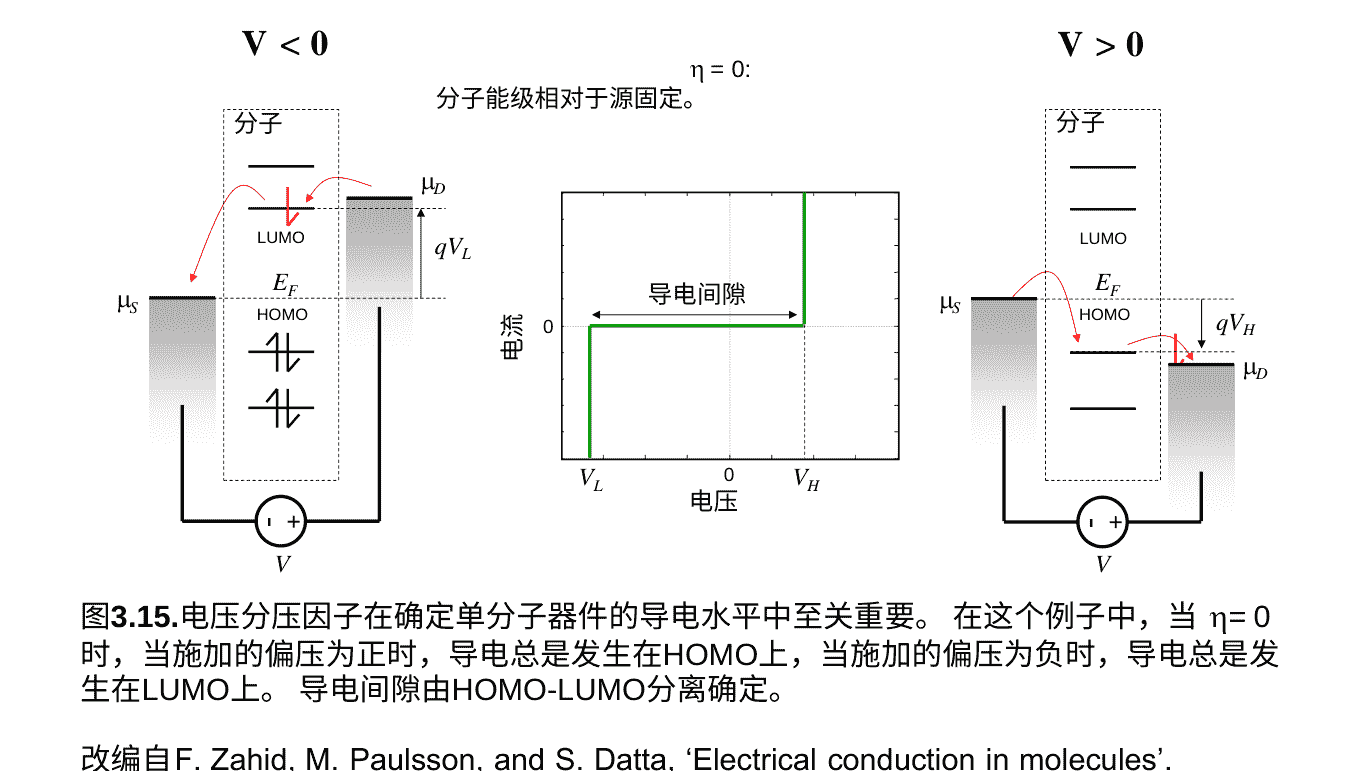 V < 0
V > 0
η = 0:
分子能级相对于源固定。
分子
μD
LUMO
qVL
EF
μS
HOMO
V
导电间隙
电流
0
VL
0
VH
电压
分子
LUMO
EF
μS
HOMO
qVH
μD
V
图3.15.电压分压因子在确定单分子器件的导电水平中至关重要。 在这个例子中，当 η= 0
时，当施加的偏压为正时，导电总是发生在HOMO上，当施加的偏压为负时，导电总是发
生在LUMO上。 导电间隙由HOMO-LUMO分离确定。
改编自F. Zahid, M. Paulsson, and S. Datta, ‘Electrical conduction in molecules’.